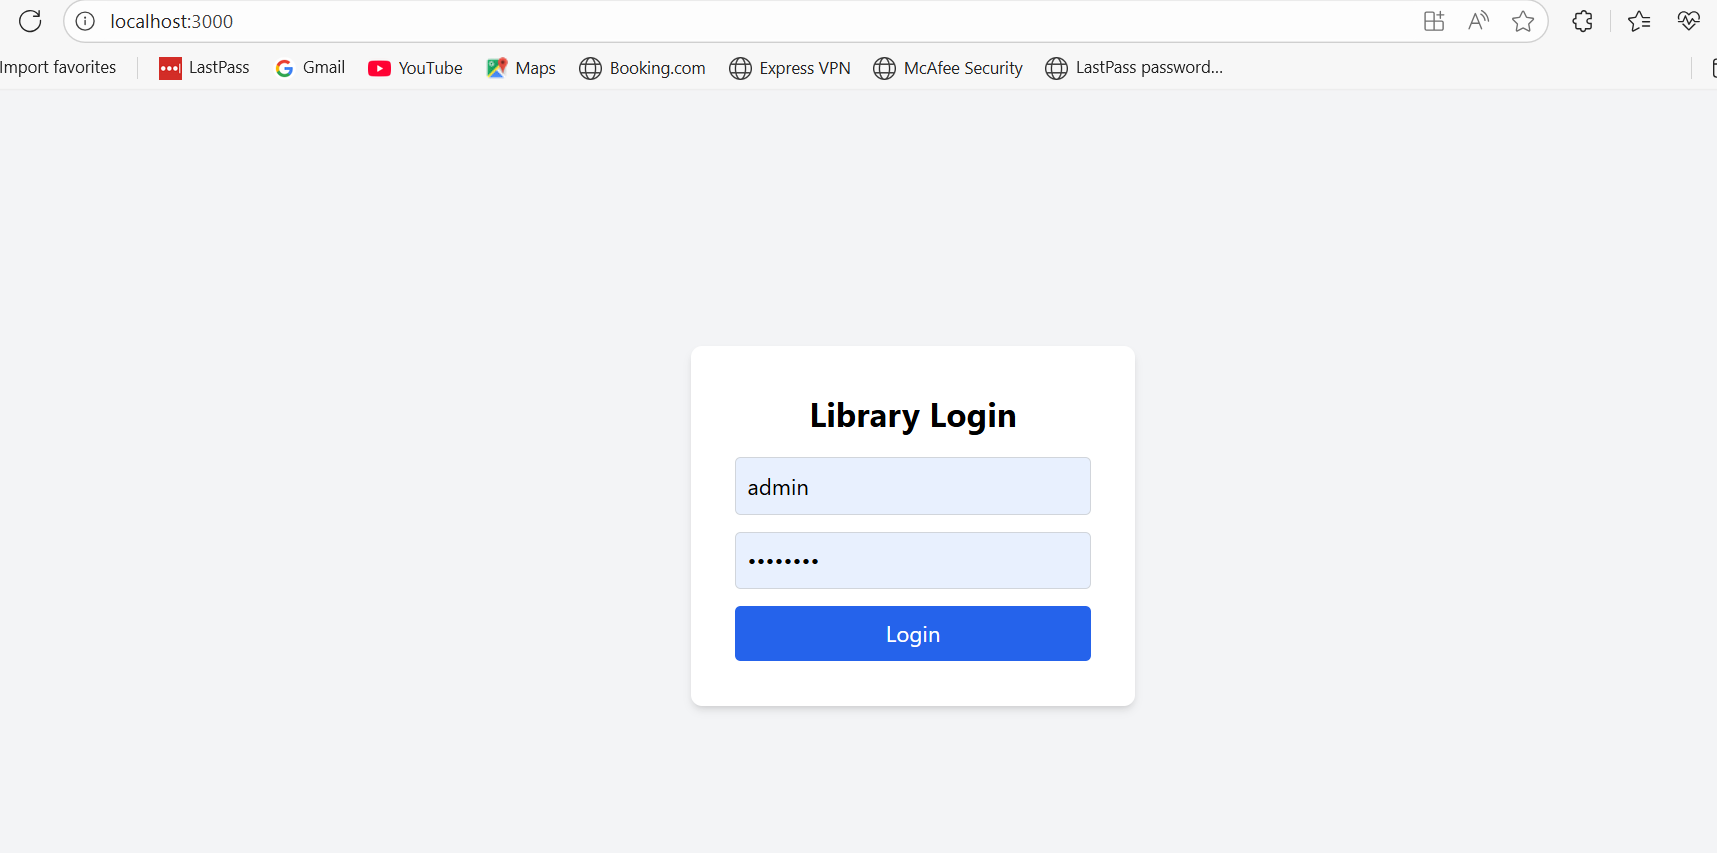 localhost:3000
Import favorites LastPass Gmail YouTube Maps Booking.com Express VPN McAfee Security LastPass password...
Library Login
admin
••••••••
Login